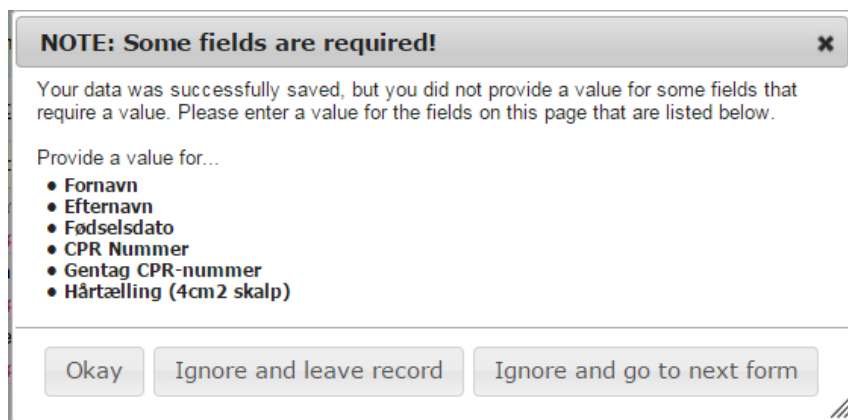 NOTE: Some fields are required!
Your data was successfully saved, but you did not provide a value for some fields that
require a value. Please enter a value for the fields on this page that are listed below.
Provide a value for...
• Fornavn
• Efternavn
• Fødselsdato
• CPR Nummer
• Gentag CPR-nummer
• Hårtælling (4cm2 skalp)
Okay
Ignore and leave record
Ignore and go to next form